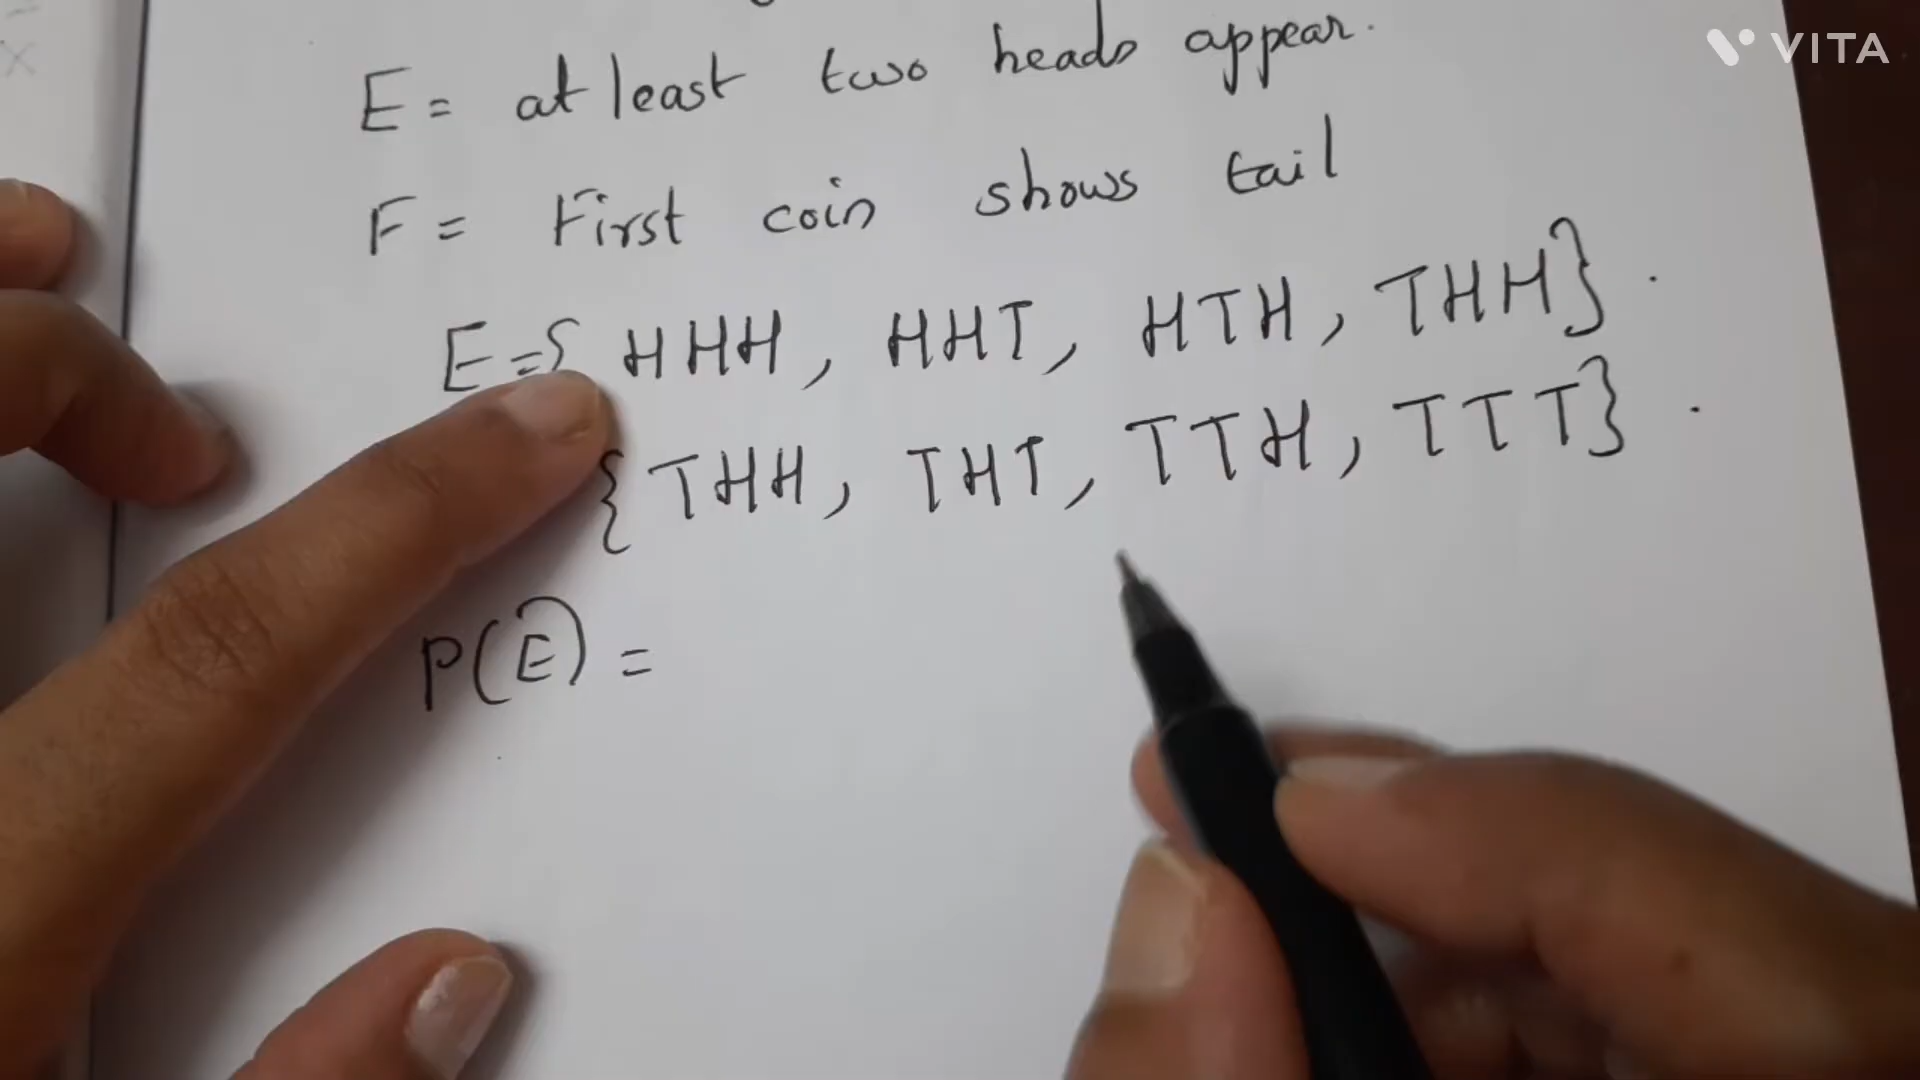 VITA
E = at least two heads appear.
F = First coin shows tail
E = { HHH, HHT, HTH, THH} .
{ THH, THT, TTH, TTT} .
P(E) =